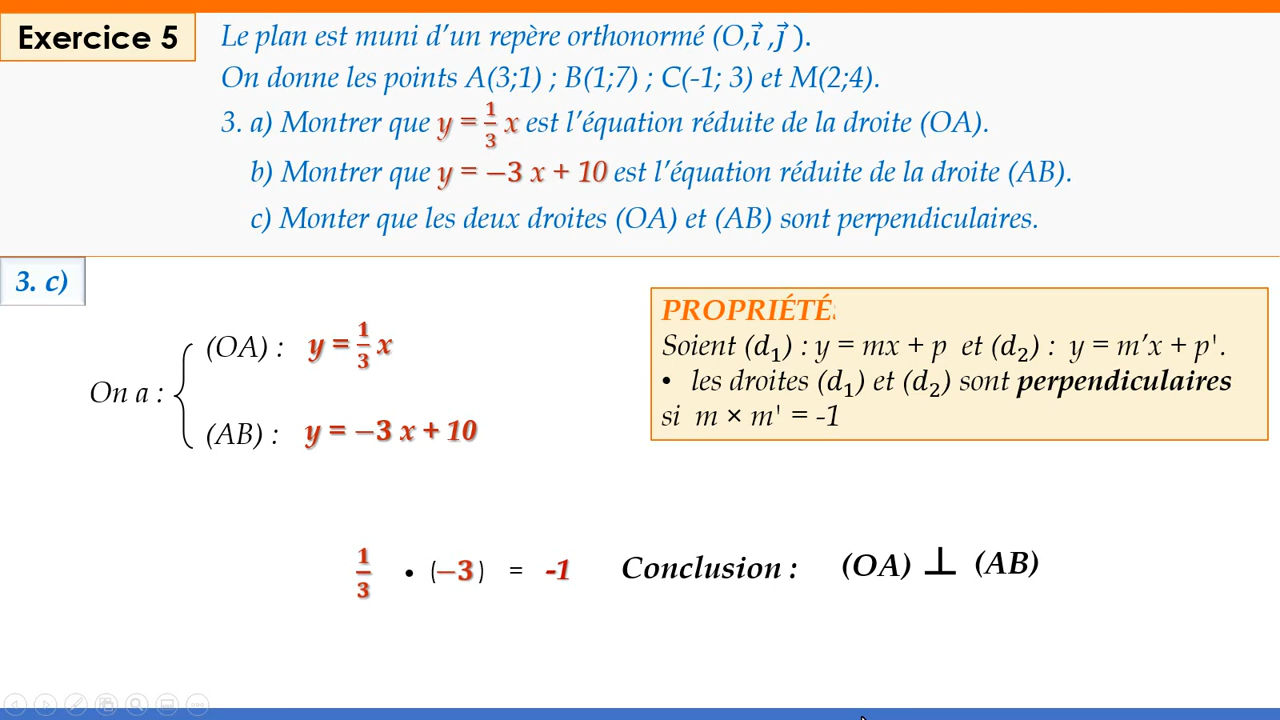 Exercice 5
Le plan est muni d'un repère orthonormé (O,i⃗ ,j⃗ ).
On donne les points A(3;1) ; B(1;7) ; C(-1; 3) et M(2;4).
3. a) Montrer que y = 1/3 x est l'équation réduite de la droite (OA).
b) Montrer que y = −3 x + 10 est l'équation réduite de la droite (AB).
c) Monter que les deux droites (OA) et (AB) sont perpendiculaires.
3. c)
On a :
(OA) : y = 1/3 x
(AB) : y = −3 x + 10
PROPRIÉTÉ:
Soient (d₁) : y = mx + p et (d₂) : y = m'x + p'.
• les droites (d₁) et (d₂) sont perpendiculaires
si m × m' = -1
1/3 • (−3) = -1 Conclusion : (OA) ⊥ (AB)